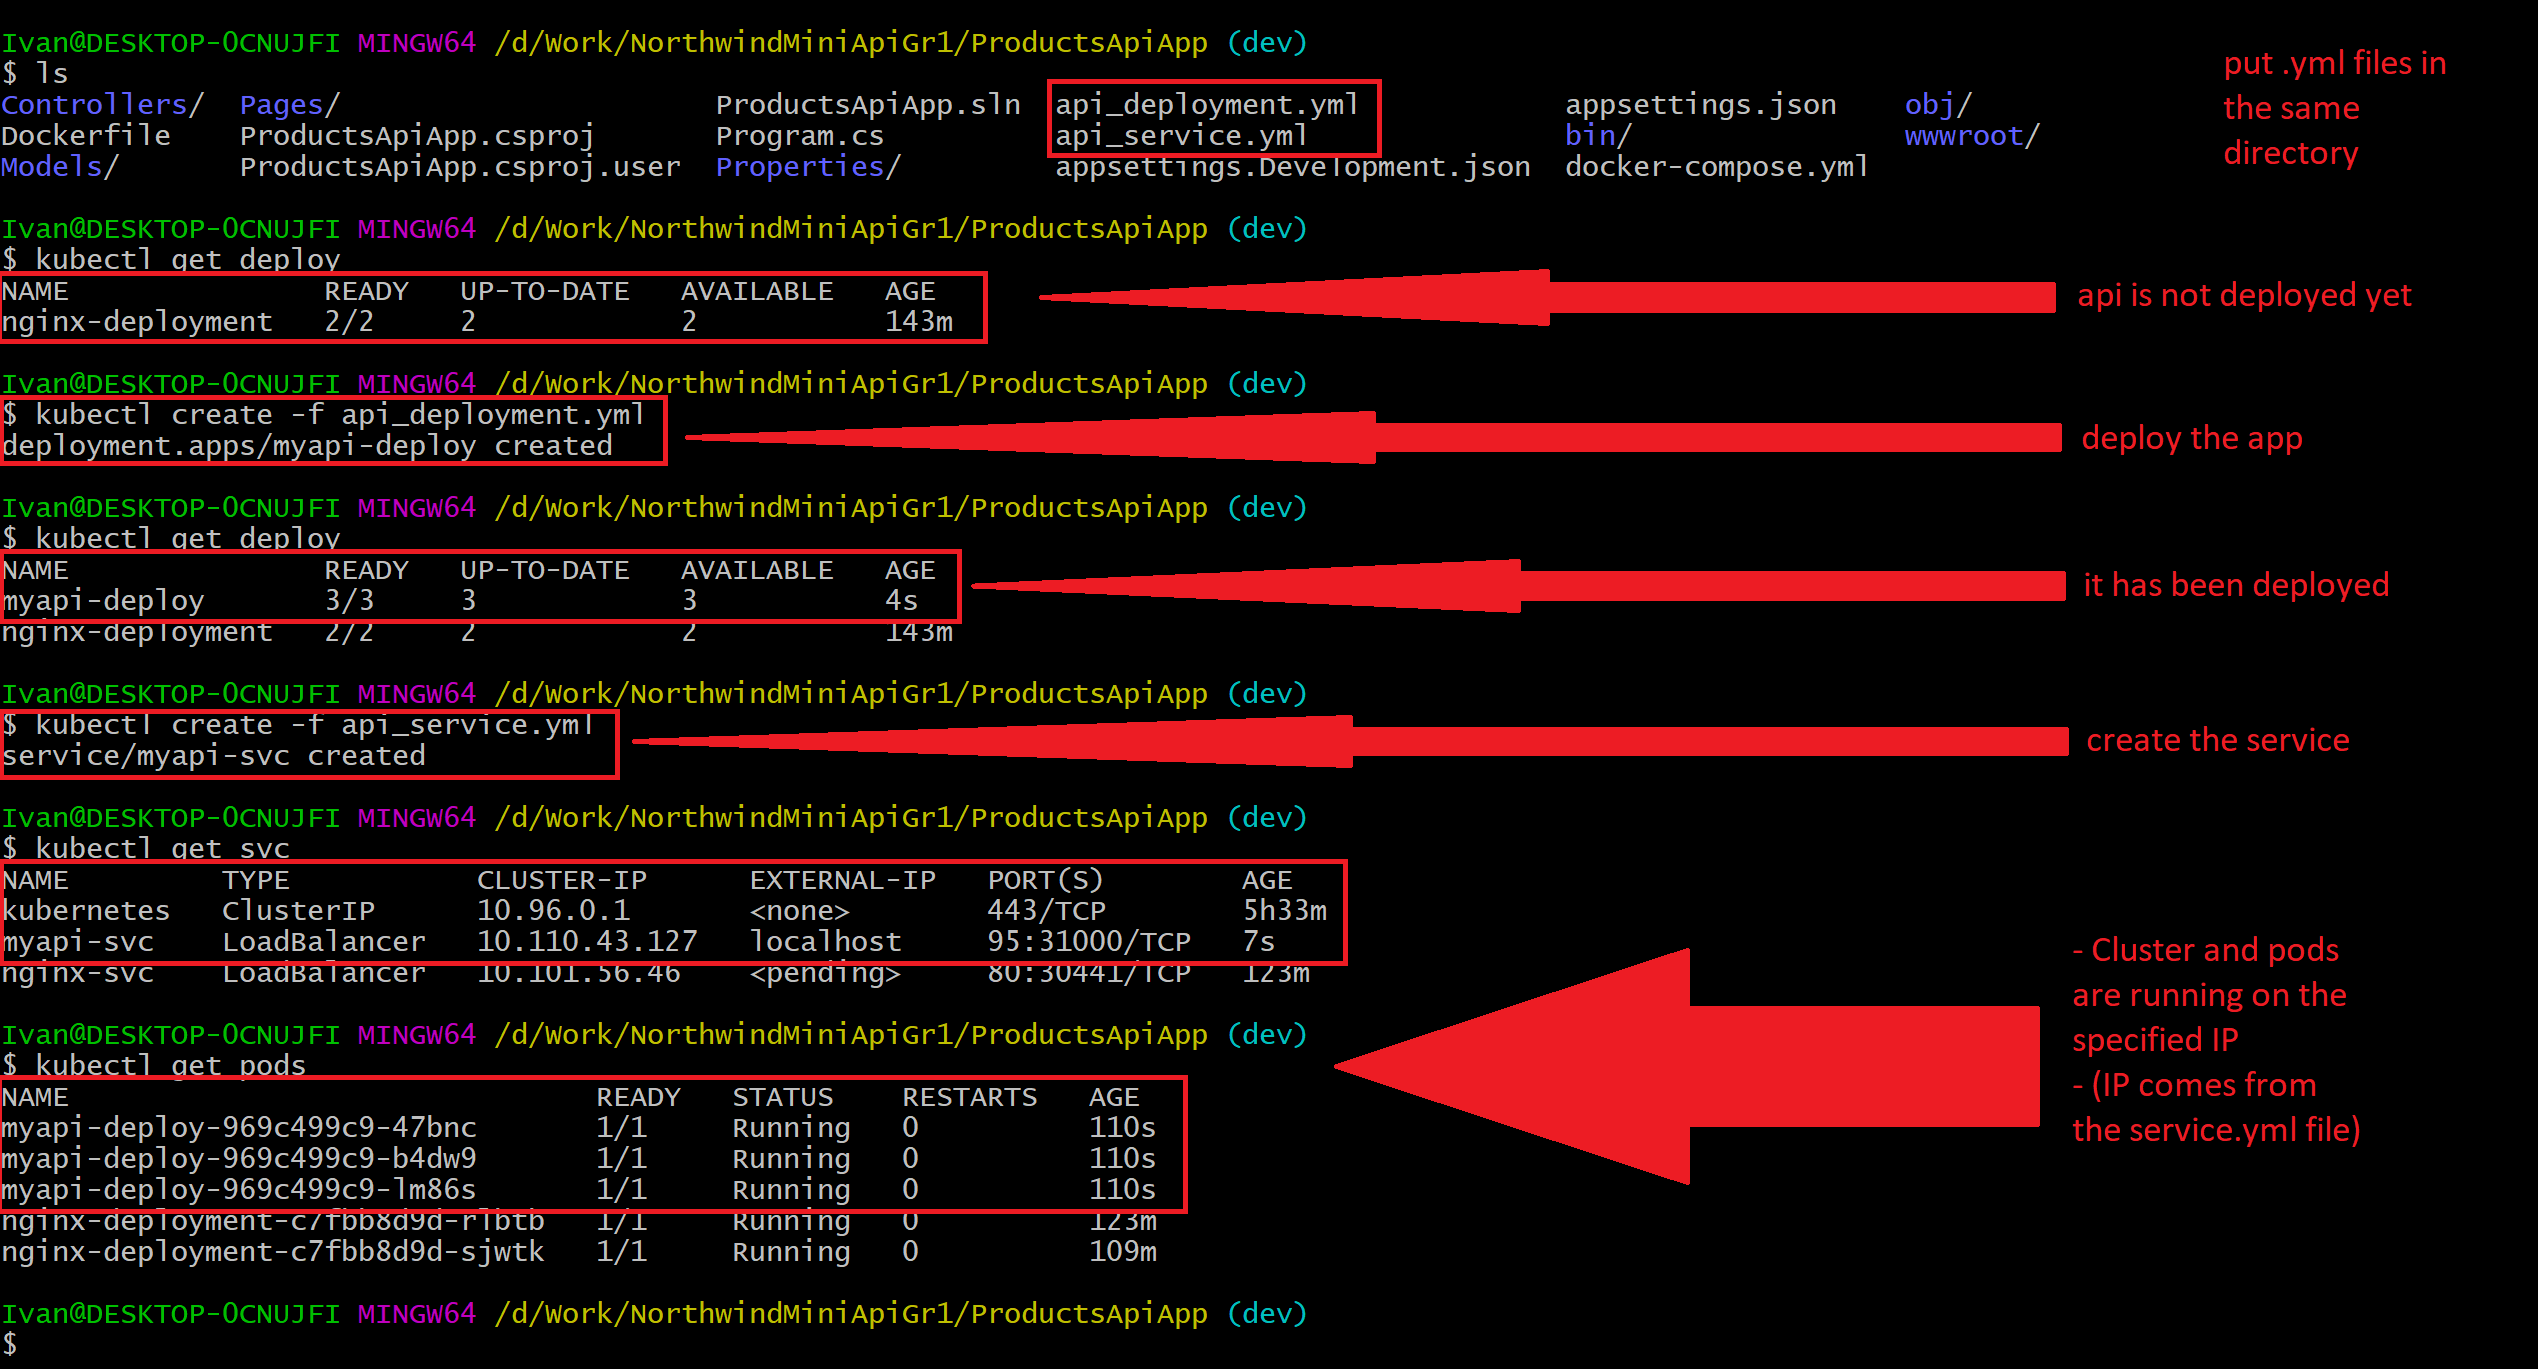 Ivan@DESKTOP-0CNUJFI MINGW64 /d/Work/NorthwindMiniApiGr1/ProductsApiApp (dev)
$ ls
Controllers/  Pages/                      ProductsApiApp.sln  api_deployment.yml            appsettings.json    obj/
Dockerfile    ProductsApiApp.csproj       Program.cs          api_service.yml               bin/                wwwroot/
Models/       ProductsApiApp.csproj.user  Properties/         appsettings.Development.json  docker-compose.yml
put .yml files in
the same
directory
Ivan@DESKTOP-0CNUJFI MINGW64 /d/Work/NorthwindMiniApiGr1/ProductsApiApp (dev)
$ kubectl get deploy
NAME               READY   UP-TO-DATE   AVAILABLE   AGE
nginx-deployment   2/2     2            2           143m
api is not deployed yet
Ivan@DESKTOP-0CNUJFI MINGW64 /d/Work/NorthwindMiniApiGr1/ProductsApiApp (dev)
$ kubectl create -f api_deployment.yml
deployment.apps/myapi-deploy created
deploy the app
Ivan@DESKTOP-0CNUJFI MINGW64 /d/Work/NorthwindMiniApiGr1/ProductsApiApp (dev)
$ kubectl get deploy
NAME               READY   UP-TO-DATE   AVAILABLE   AGE
myapi-deploy       3/3     3            3           4s
nginx-deployment   2/2     2            2           143m
it has been deployed
Ivan@DESKTOP-0CNUJFI MINGW64 /d/Work/NorthwindMiniApiGr1/ProductsApiApp (dev)
$ kubectl create -f api_service.yml
service/myapi-svc created
create the service
Ivan@DESKTOP-0CNUJFI MINGW64 /d/Work/NorthwindMiniApiGr1/ProductsApiApp (dev)
$ kubectl get svc
NAME         TYPE           CLUSTER-IP      EXTERNAL-IP   PORT(S)        AGE
kubernetes   ClusterIP      10.96.0.1       <none>        443/TCP        5h33m
myapi-svc    LoadBalancer   10.110.43.127   localhost     95:31000/TCP   7s
nginx-svc    LoadBalancer   10.101.56.46    <pending>     80:30441/TCP   123m
Ivan@DESKTOP-0CNUJFI MINGW64 /d/Work/NorthwindMiniApiGr1/ProductsApiApp (dev)
$ kubectl get pods
NAME                               READY   STATUS    RESTARTS   AGE
myapi-deploy-969c499c9-47bnc       1/1     Running   0          110s
myapi-deploy-969c499c9-b4dw9       1/1     Running   0          110s
myapi-deploy-969c499c9-lm86s       1/1     Running   0          110s
nginx-deployment-c7fbb8d9d-rlbtb   1/1     Running   0          123m
nginx-deployment-c7fbb8d9d-sjwtk   1/1     Running   0          109m
- Cluster and pods
are running on the
specified IP
- (IP comes from
the service.yml file)
Ivan@DESKTOP-0CNUJFI MINGW64 /d/Work/NorthwindMiniApiGr1/ProductsApiApp (dev)
$